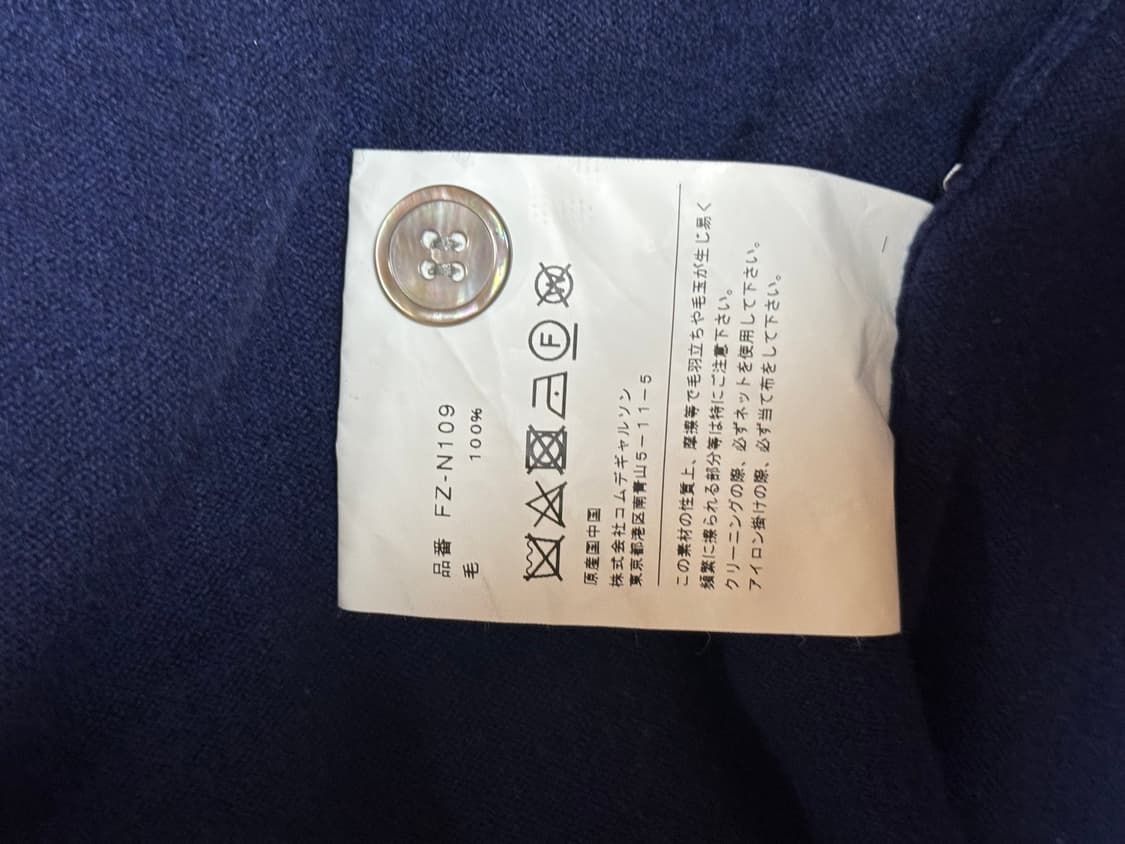 品番 FZ-N109
毛 100%
F
W
原産国中国
株式会社コムデギャルソン
東京都港区南青山5-11-5
この素材の性質上、摩擦等で毛羽立ちや毛玉が生じ易く
頻繁に擦られる部分等は特にご注意下さい。
クリーニングの際、必ずネットを使用して下さい。
アイロン掛けの際、必ず当て布をして下さい。